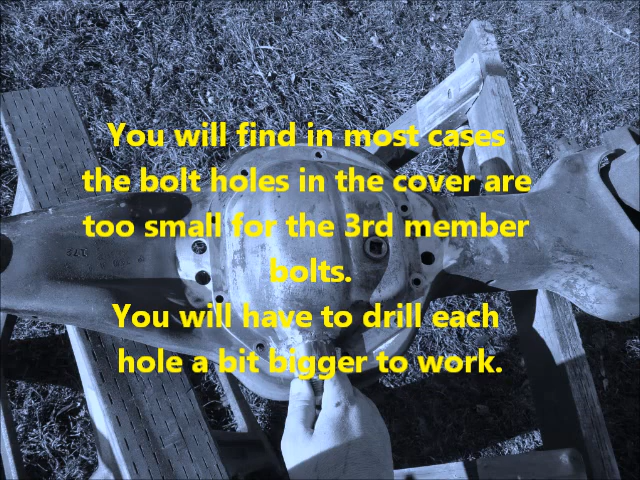 You will find in most cases
the bolt holes in the cover are
too small for the 3rd member
bolts.
You will have to drill each
hole a bit bigger to work.